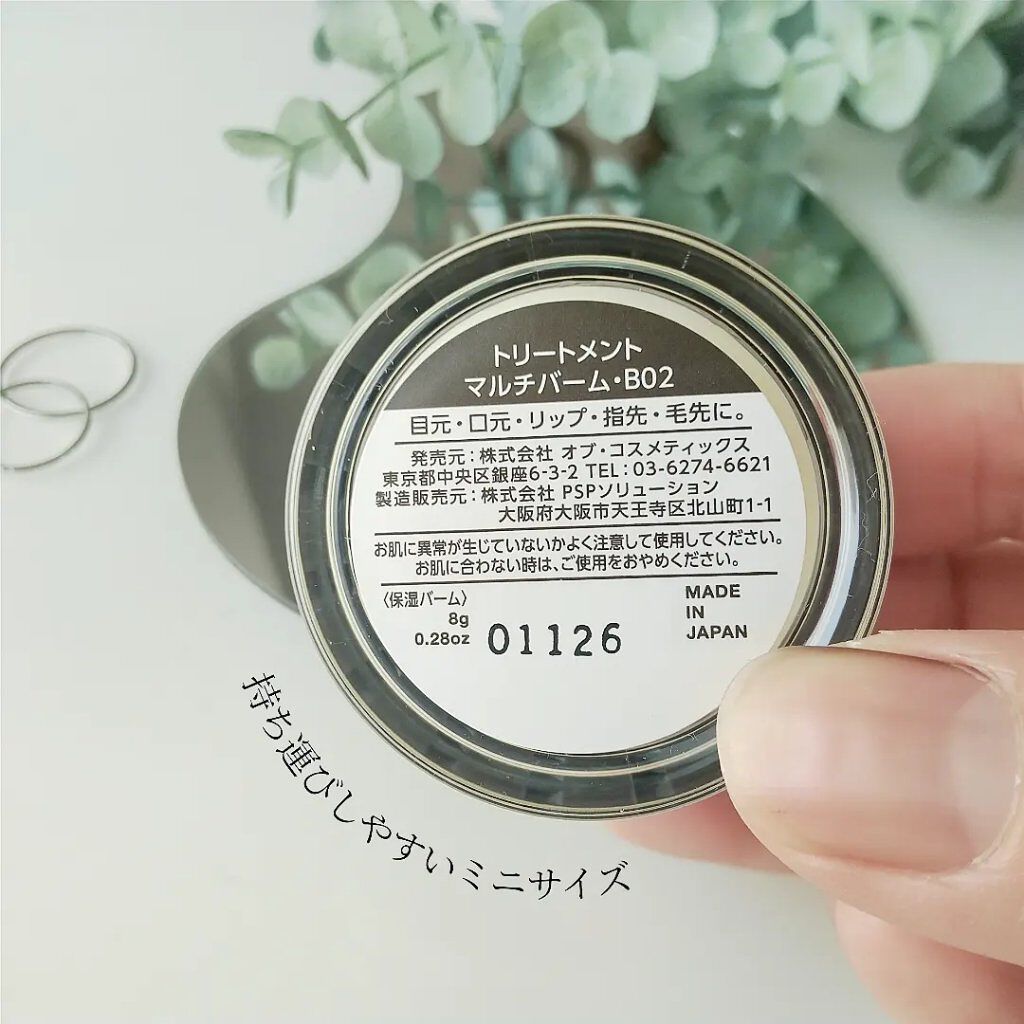 トリートメント
マルチバーム・B02
目元・口元・リップ・指先・毛先に。
発売元：株式会社 オブ・コスメティックス
東京都中央区銀座6-3-2 TEL：03-6274-6621
製造販売元：株式会社 PSPソリューション
大阪府大阪市天王寺区北山町1-1
お肌に異常が生じていないかよく注意して使用してください。
お肌に合わない時は、ご使用をおやめください。
〈保湿バーム〉
8g
0.28oz
01126
MADE
IN
JAPAN
持ち運びしやすいミニサイズ